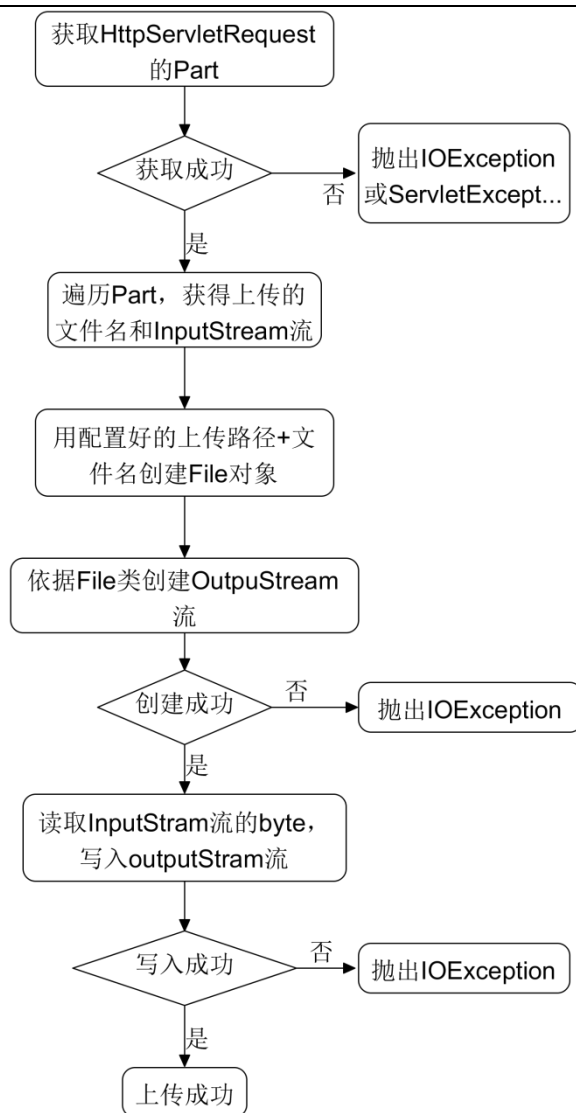 获取HttpServletRequest
的Part
获取成功
否
抛出IOException
或ServletExcept...
是
遍历Part，获得上传的
文件名和InputStream流
用配置好的上传路径+文
件名创建File对象
依据File类创建OutpuStream
流
创建成功
否
抛出IOException
是
读取InputStram流的byte，
写入outputStram流
写入成功
否
抛出IOException
是
上传成功